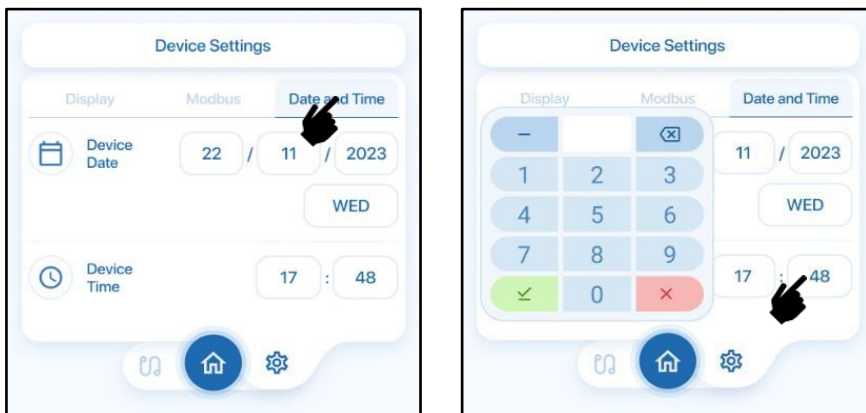 Device Settings
Display Modbus Date and Time
Device
Date
22 / 11 / 2023
WED
Device
Time
17 : 48
Device Settings
Display Modbus Date and Time
–
1 2 3
4 5 6
7 8 9
0 ×
11 / 2023
WED
17 : 48